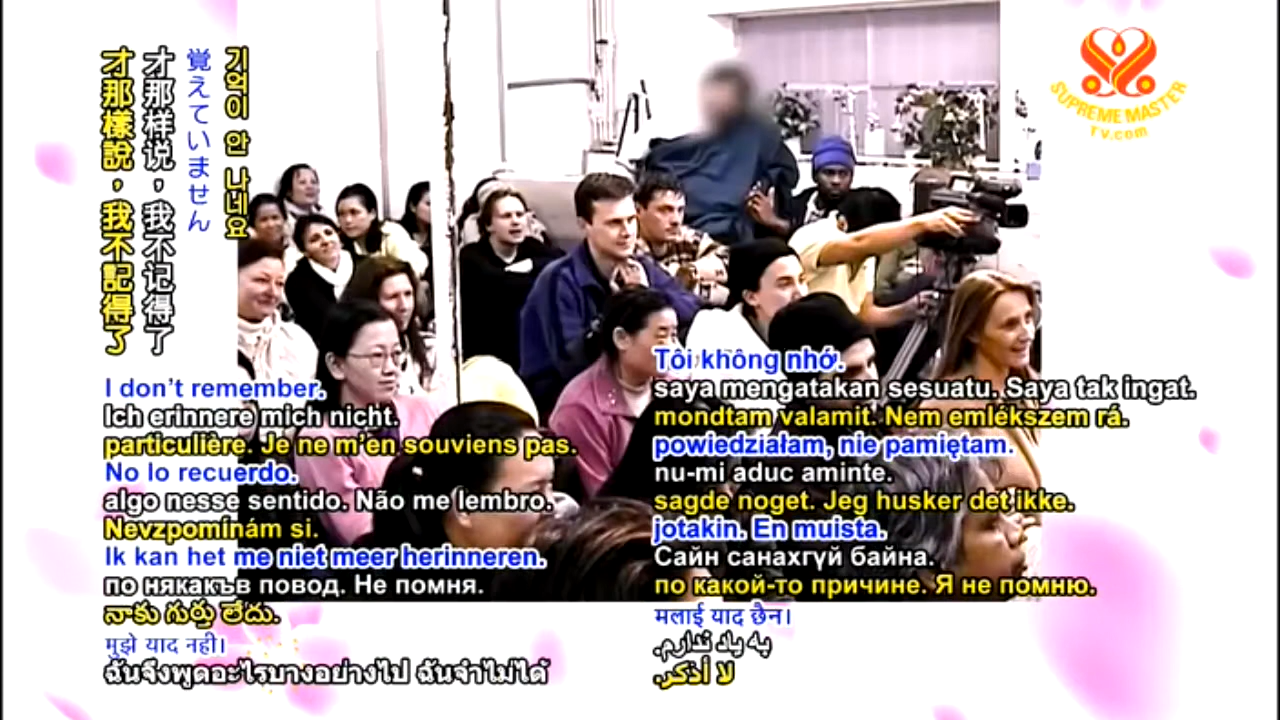 才那樣說，我不記得了
才那样说，我不记得了
覚えていません
기억이 안 나네요
SUPREME MASTER
TV.com
I don't remember.
Ich erinnere mich nicht.
particulière. Je ne m'en souviens pas.
No lo recuerdo.
algo nesse sentido. Não me lembro.
Nevzpomínám si.
Ik kan het me niet meer herinneren.
по някакъв повод. Не помня.
నాకు గుర్తు లేదు.
मुझे याद नहीं।
ฉันจึงพูดอะไรบางอย่างไป ฉันจำไม่ได้
Tôi không nhớ.
saya mengatakan sesuatu. Saya tak ingat.
mondtam valamit. Nem emlékszem rá.
powiedziałam, nie pamiętam.
nu-mi aduc aminte.
sagde noget. Jeg husker det ikke.
jotakin. En muista.
Сайн санахгүй байна.
по какой-то причине. Я не помню.
मलाई याद छैन।
به یاد ندارم.
لا أذكر.